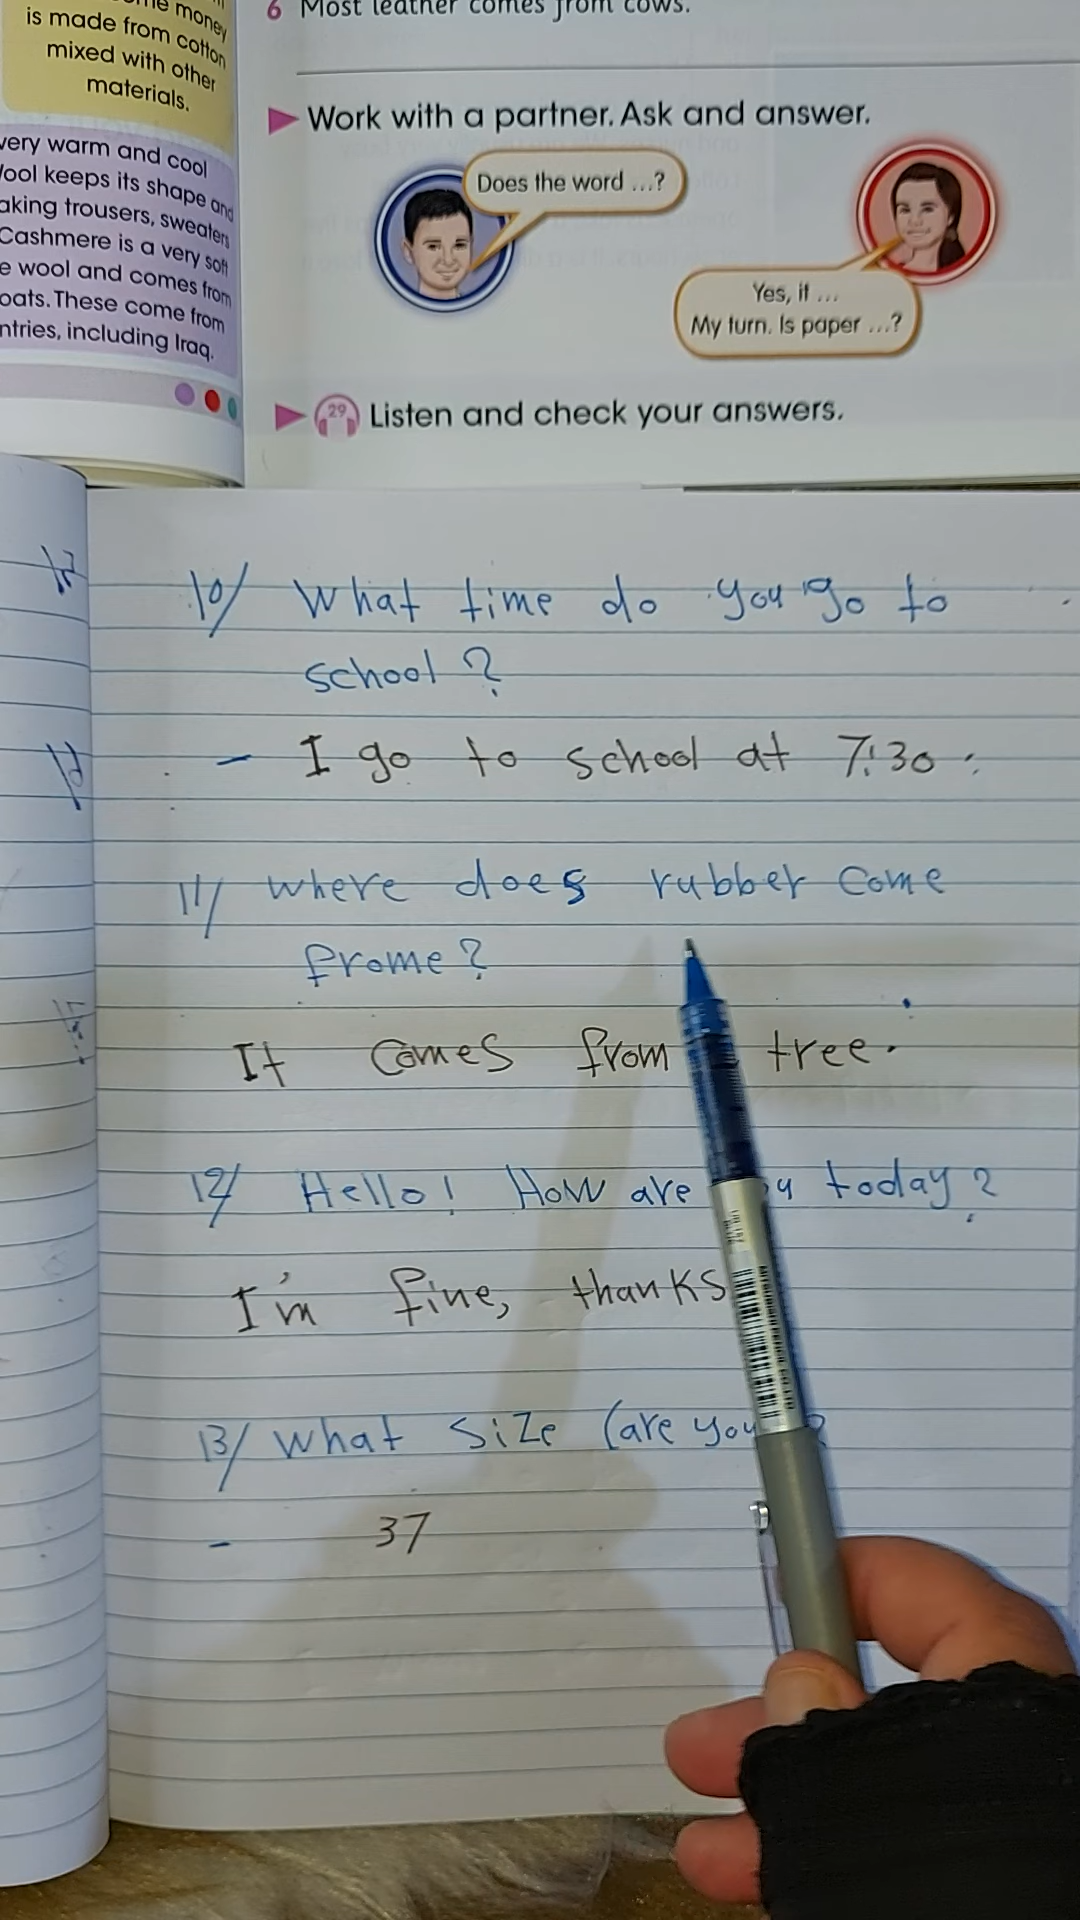 money
is made from cotton
mixed with other
materials.
very warm and cool
Wool keeps its shape and
aking trousers, sweaters
Cashmere is a very soft
e wool and comes from
oats. These come from
ntries, including Iraq.
6 Most leather comes from cows.
Work with a partner. Ask and answer.
Does the word ...?
Yes, it ...
My turn. Is paper ...?
29 Listen and check your answers.
10/ What time do you go to
school?
- I go to school at 7:30.
11/ where does rubber come
frome?
It comes from tree.
12/ Hello! How are today?
I'm fine, thanks
13/ what size (are you ?
- 37